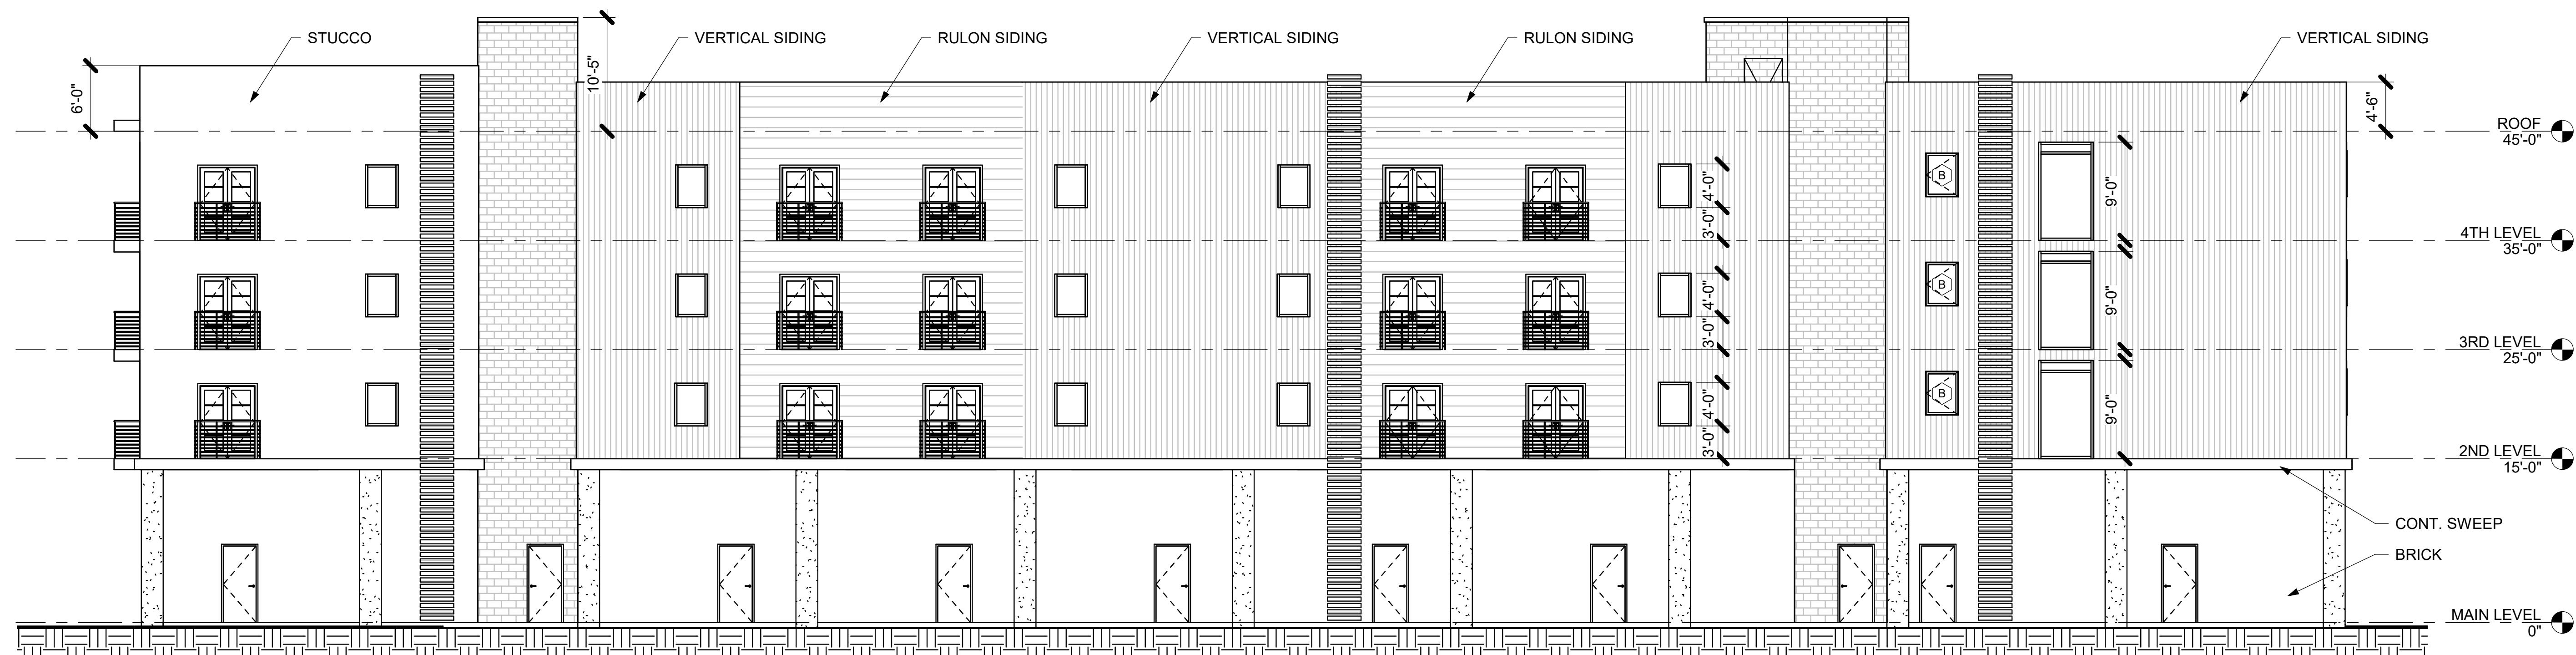 STUCCO
VERTICAL SIDING
RULON SIDING
VERTICAL SIDING
RULON SIDING
VERTICAL SIDING
6'-0"
10'-5"
4'-6"
ROOF
45'-0"
4'-0"
3'-0"
B
9'-0"
4TH LEVEL
35'-0"
4'-0"
3'-0"
B
9'-0"
3RD LEVEL
25'-0"
4'-0"
3'-0"
B
9'-0"
2ND LEVEL
15'-0"
CONT. SWEEP
BRICK
MAIN LEVEL
0"